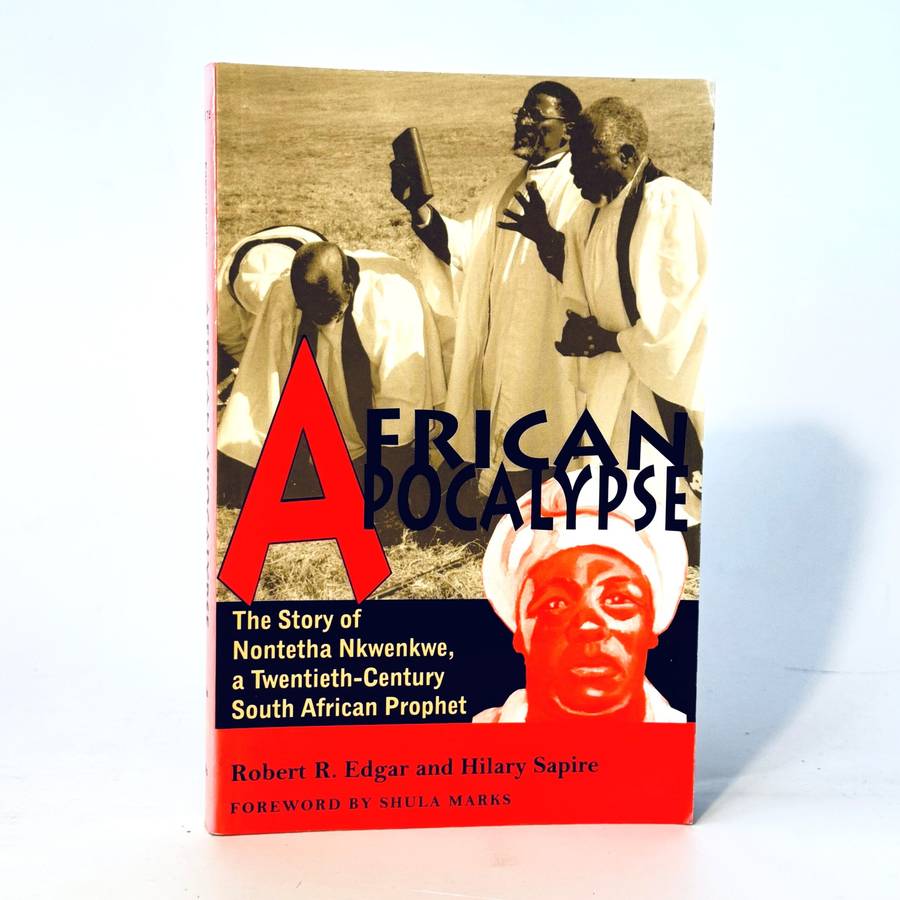 AFRICAN
APOCALYPSE
The Story of
Nontetha Nkwenkwe,
a Twentieth-Century
South African Prophet
Robert R. Edgar and Hilary Sapire
FOREWORD BY SHULA MARKS